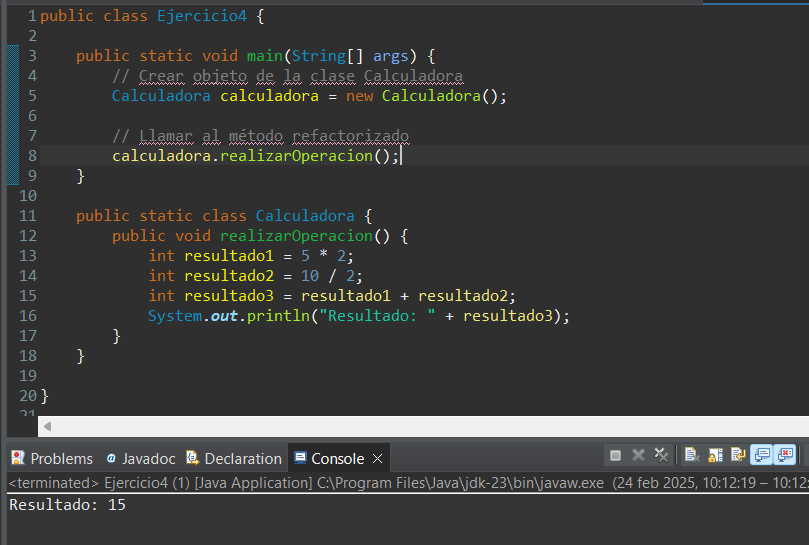 1 public class Ejercicio4 {
2
3 public static void main(String[] args) {
4 // Crear objeto de la clase Calculadora
5 Calculadora calculadora = new Calculadora();
6
7 // Llamar al método refactorizado
8 calculadora.realizarOperacion();
9 }
10
11 public static class Calculadora {
12 public void realizarOperacion() {
13 int resultado1 = 5 * 2;
14 int resultado2 = 10 / 2;
15 int resultado3 = resultado1 + resultado2;
16 System.out.println("Resultado: " + resultado3);
17 }
18 }
19
20 }
21
Problems @ Javadoc Declaration Console
<terminated> Ejercicio4 (1) [Java Application] C:\Program Files\Java\jdk-23\bin\javaw.exe (24 feb 2025, 10:12:19 – 10:12:
Resultado: 15